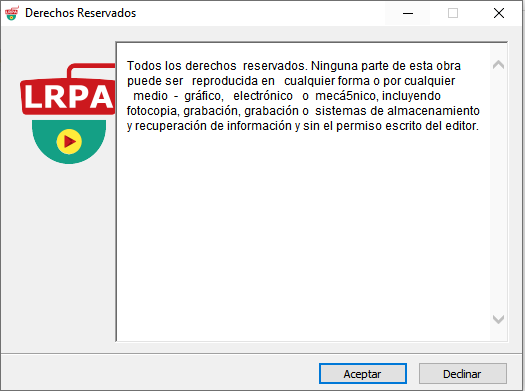 Derechos Reservados
LRPA
Todos los derechos reservados. Ninguna parte de esta obra
puede ser reproducida en cualquier forma o por cualquier
medio - gráfico, electrónico o mecá5nico, incluyendo
fotocopia, grabación, grabación o sistemas de almacenamiento
y recuperación de información y sin el permiso escrito del editor.
Aceptar
Declinar